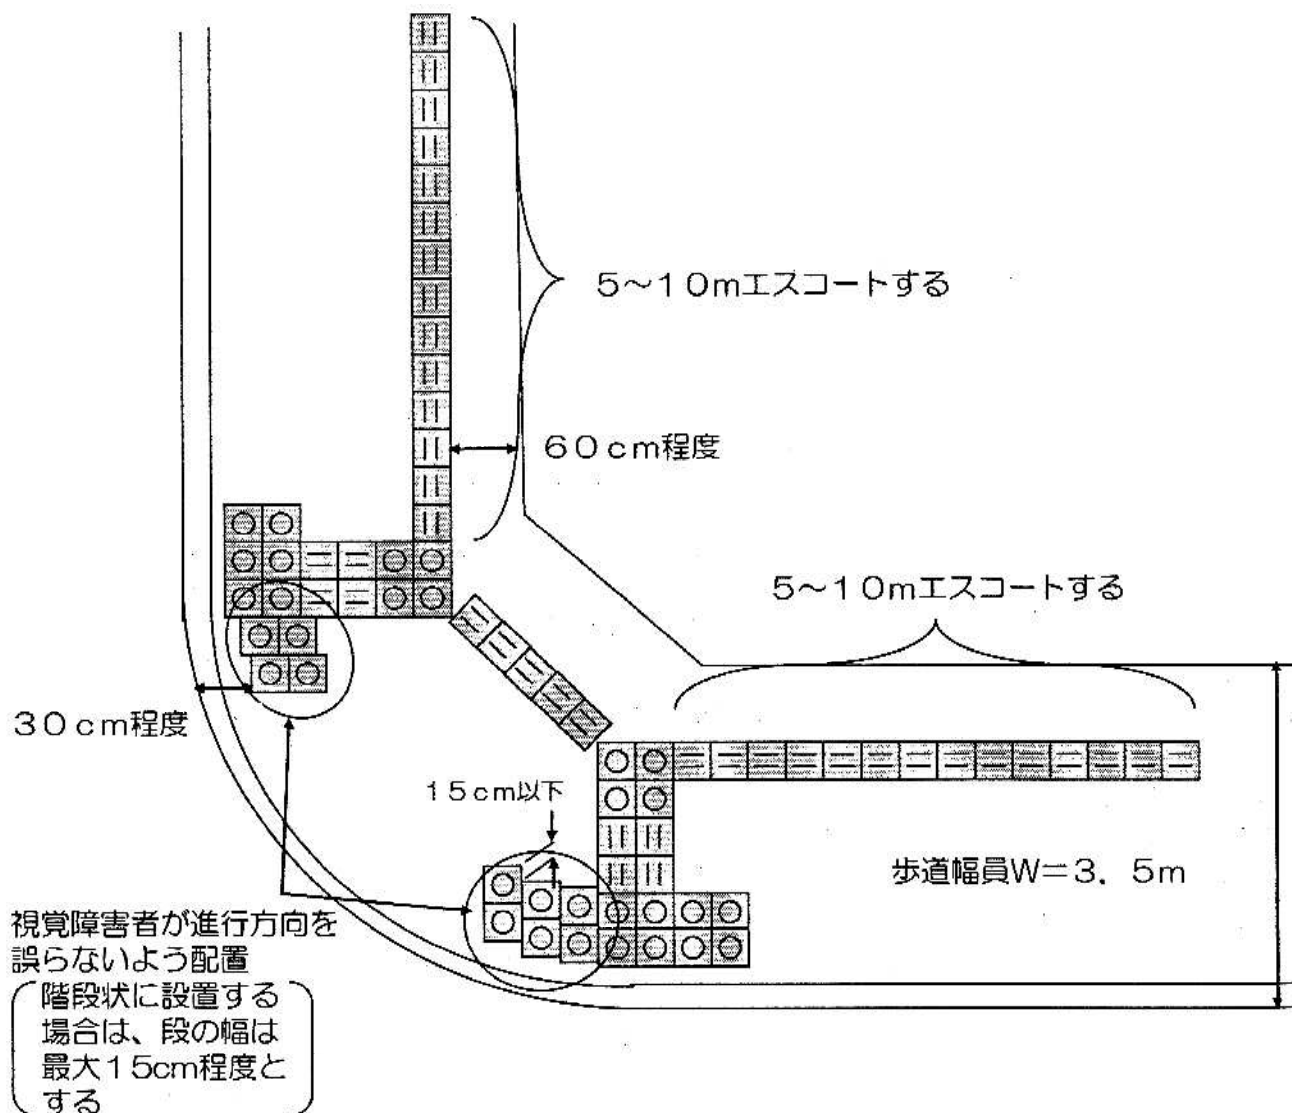 5～10mエスコートする
60cm程度
5～10mエスコートする
30cm程度
15cm以下
歩道幅員W＝3．5m
視覚障害者が進行方向を
誤らないよう配置
階段状に設置する
場合は、段の幅は
最大15cm程度と
する